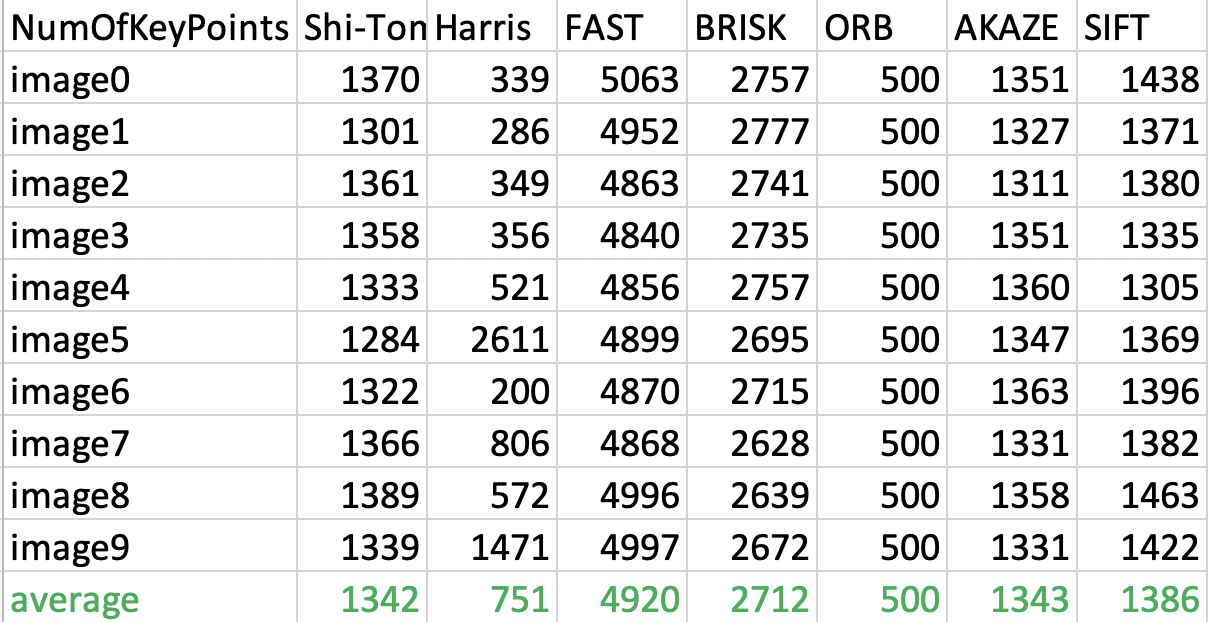 NumOfKeyPoints Shi-Tom Harris FAST BRISK ORB AKAZE SIFT
image0 1370 339 5063 2757 500 1351 1438
image1 1301 286 4952 2777 500 1327 1371
image2 1361 349 4863 2741 500 1311 1380
image3 1358 356 4840 2735 500 1351 1335
image4 1333 521 4856 2757 500 1360 1305
image5 1284 2611 4899 2695 500 1347 1369
image6 1322 200 4870 2715 500 1363 1396
image7 1366 806 4868 2628 500 1331 1382
image8 1389 572 4996 2639 500 1358 1463
image9 1339 1471 4997 2672 500 1331 1422
average 1342 751 4920 2712 500 1343 1386